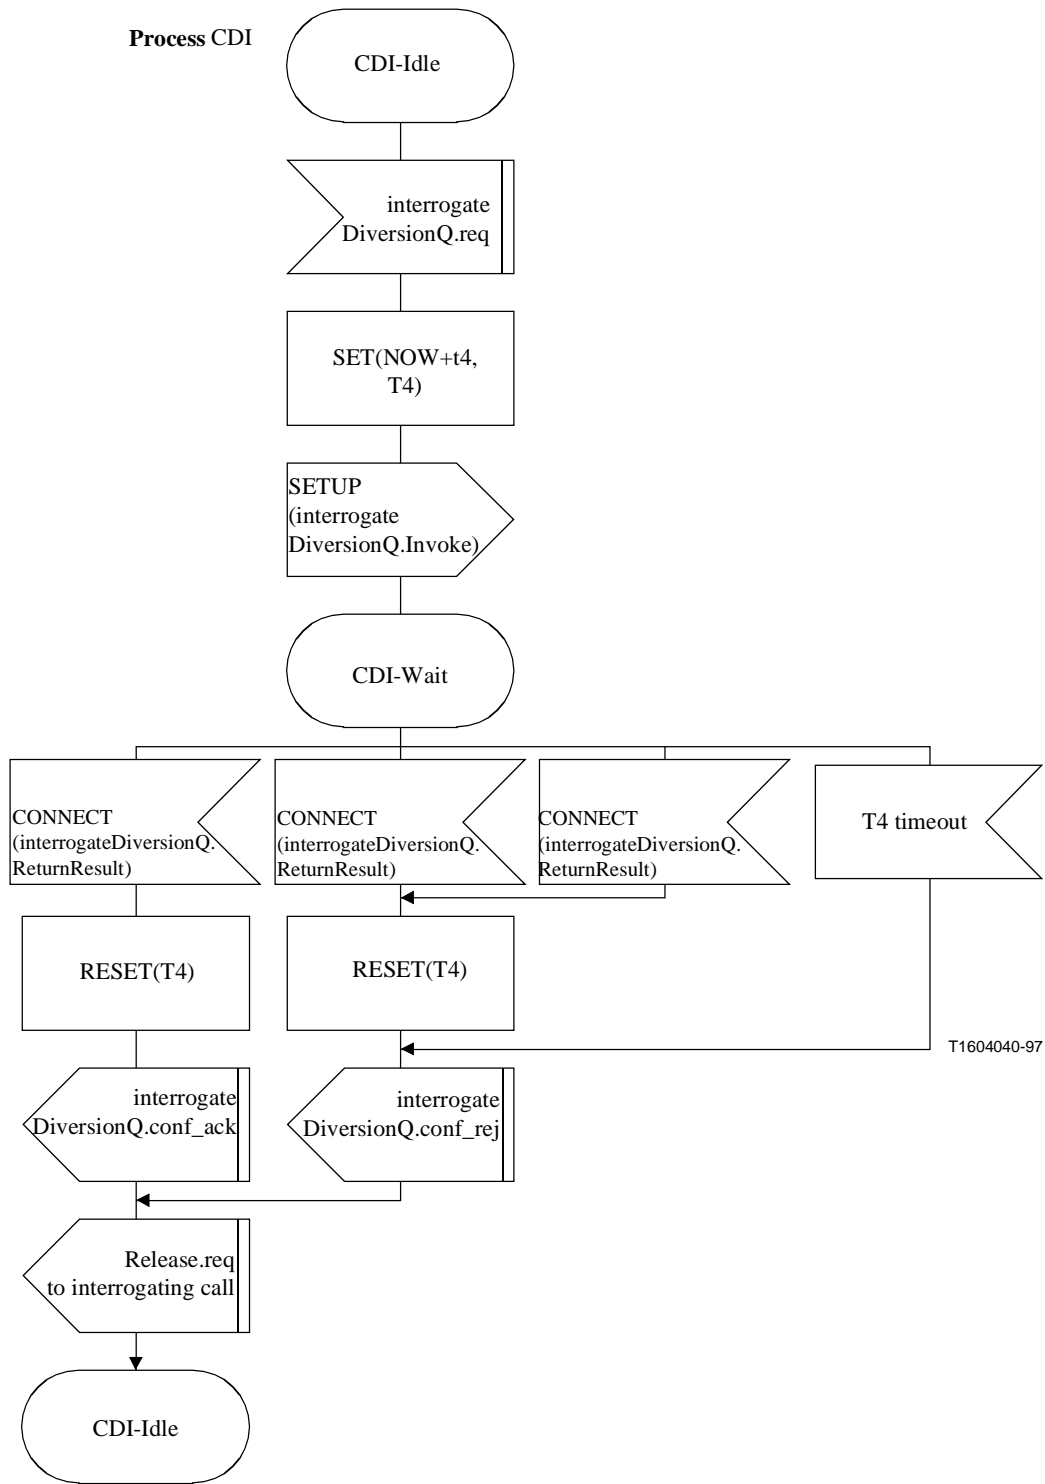 Process CDI
CDI-Idle
interrogate
DiversionQ.req
SET(NOW+t4,
T4)
SETUP
(interrogate
DiversionQ.Invoke)
CDI-Wait
CONNECT
(interrogateDiversionQ.
ReturnResult)
CONNECT
(interrogateDiversionQ.
ReturnResult)
CONNECT
(interrogateDiversionQ.
ReturnResult)
T4 timeout
RESET(T4)
RESET(T4)
T1604040-97
interrogate
DiversionQ.conf_ack
interrogate
DiversionQ.conf_rej
Release.req
to interrogating call
CDI-Idle